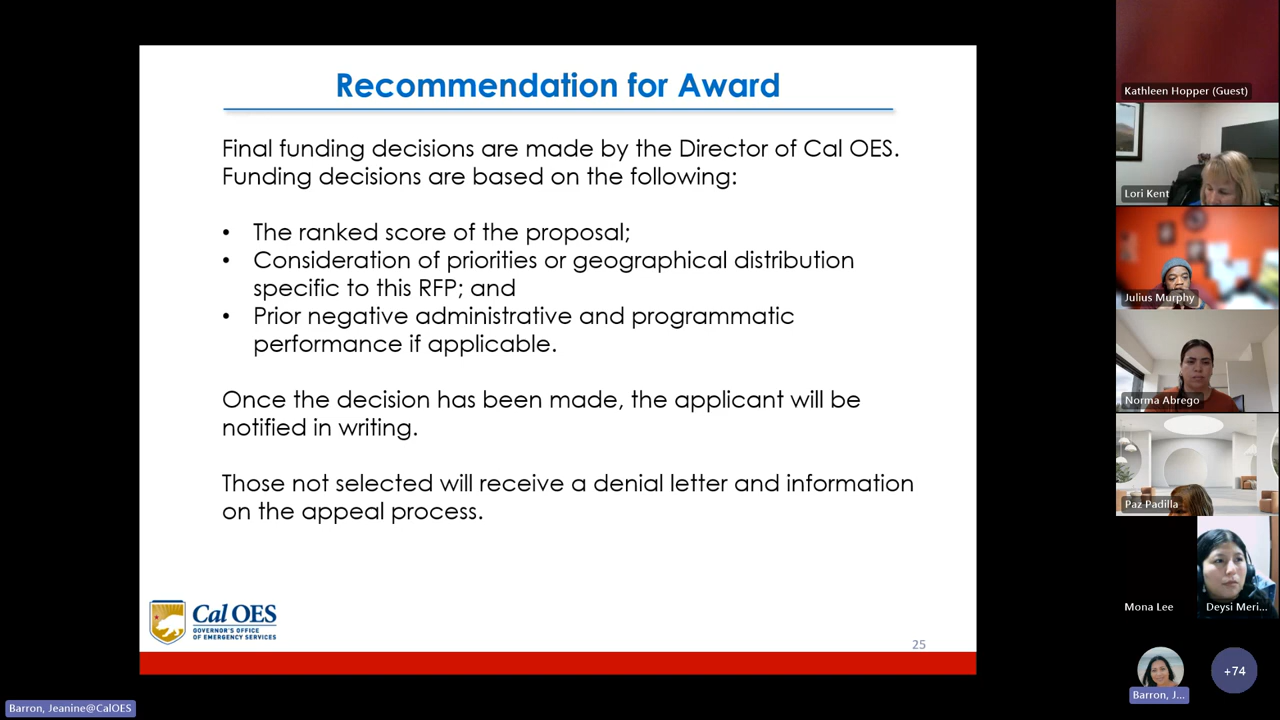 Recommendation for Award
Final funding decisions are made by the Director of Cal OES.
Funding decisions are based on the following:
• The ranked score of the proposal;
• Consideration of priorities or geographical distribution
specific to this RFP; and
• Prior negative administrative and programmatic
performance if applicable.
Once the decision has been made, the applicant will be
notified in writing.
Those not selected will receive a denial letter and information
on the appeal process.
Cal OES
GOVERNOR'S OFFICE
OF EMERGENCY SERVICES
25
Barron, Jeanine@CalOES
Kathleen Hopper (Guest)
Lori Kent
Julius Murphy
Norma Abrego
Paz Padilla
Mona Lee
Deysi Meri...
Barron, J...
+74